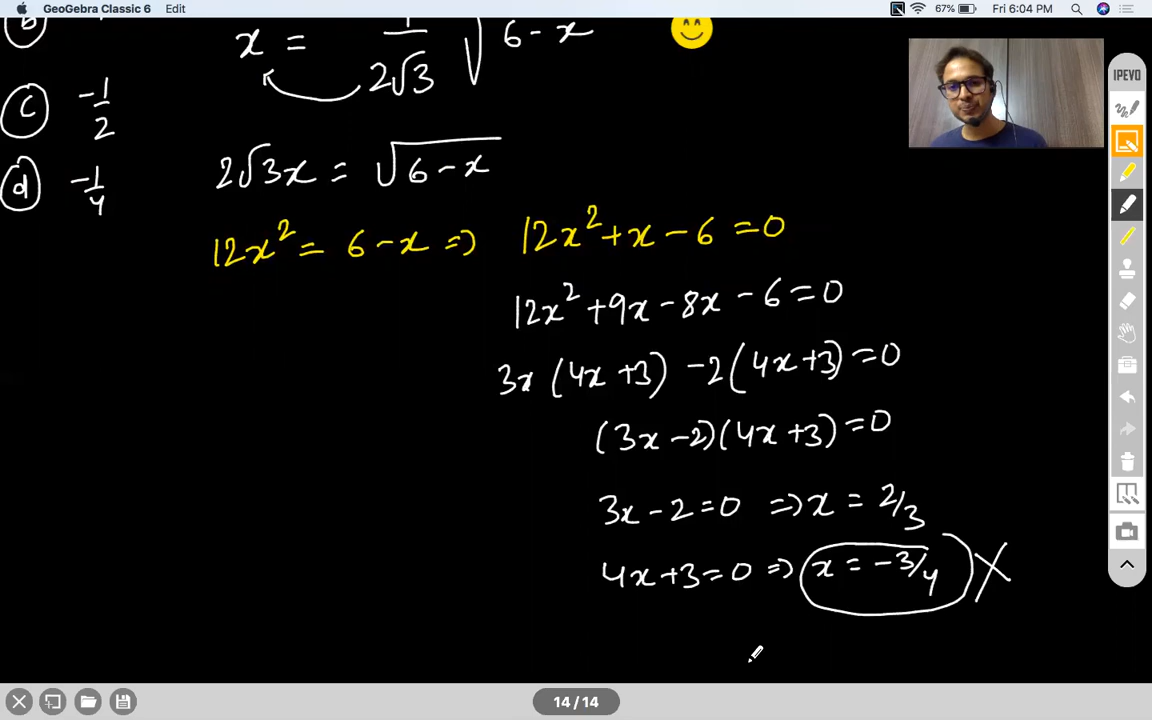 GeoGebra Classic 6 Edit 67% Fri 6:04 PM
x = 1/2√3 √6-x
IPEVO
c -1/2
2√3x = √6-x
d -1/4
12x² = 6-x ⇒ 12x²+x-6=0
12x²+9x-8x-6=0
3x(4x+3)-2(4x+3)=0
(3x-2)(4x+3)=0
3x-2=0 ⇒ x = 2/3
4x+3=0 ⇒ x = -3/4 X
14/14